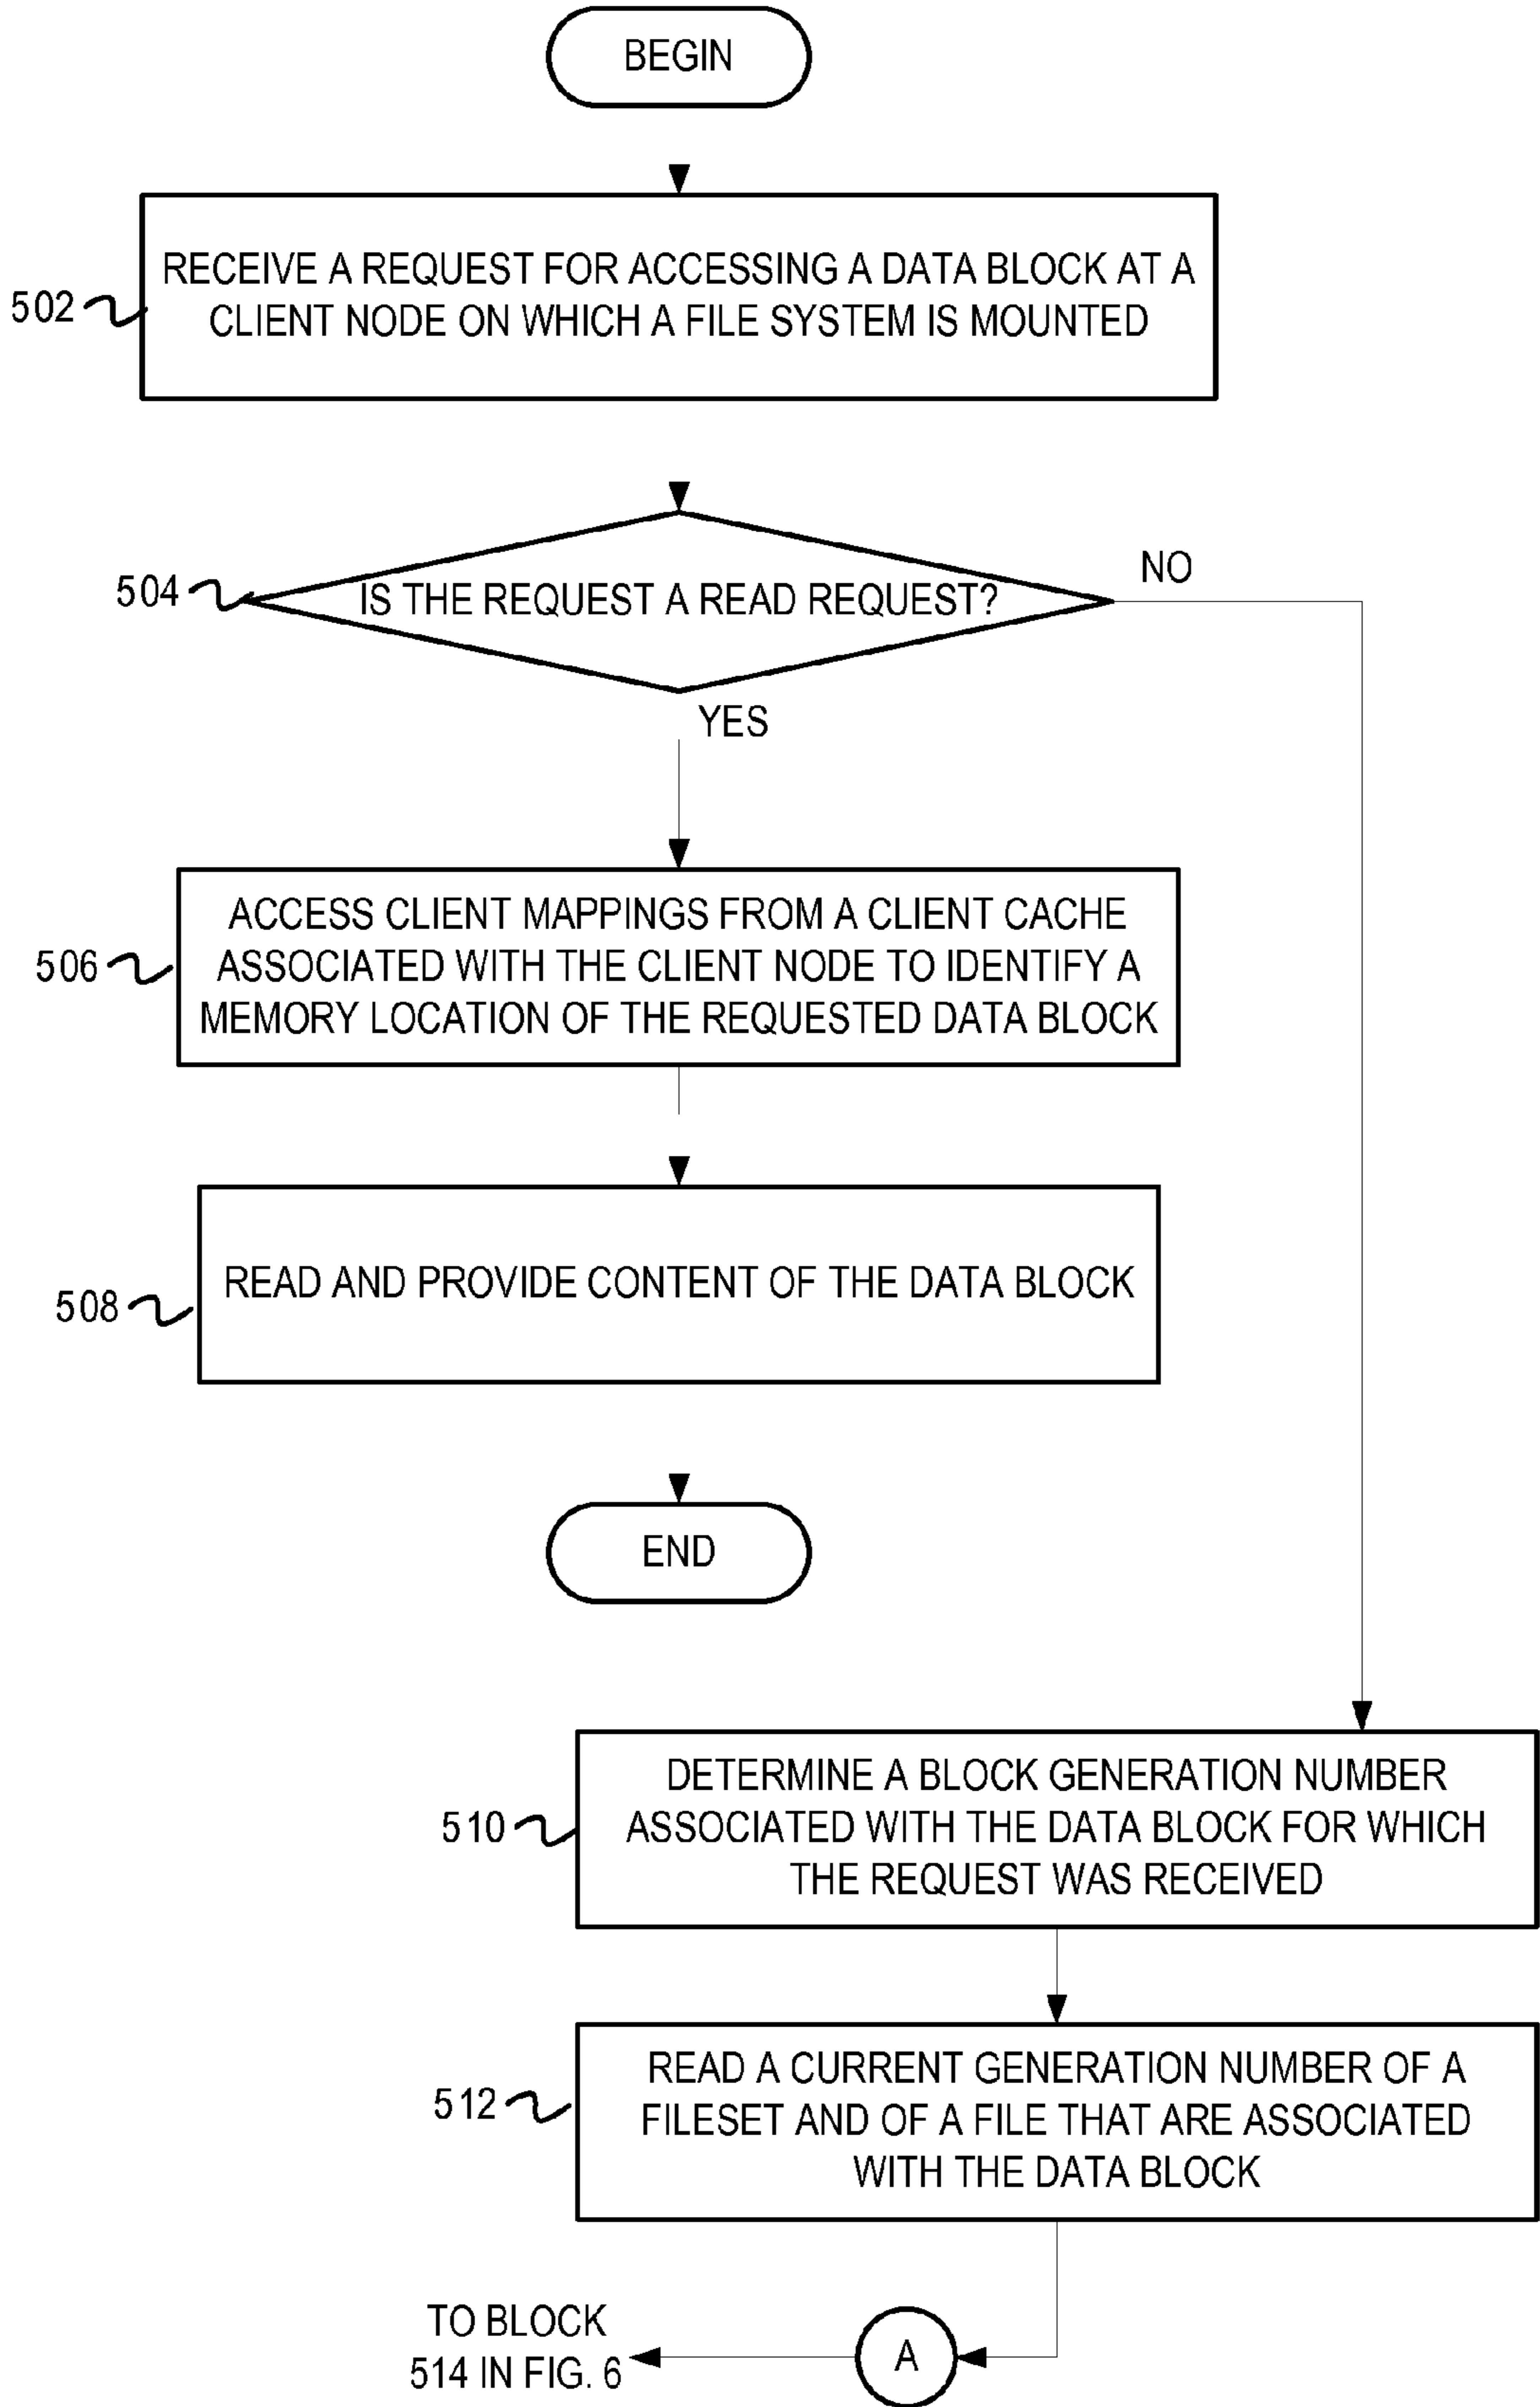 BEGIN
RECEIVE A REQUEST FOR ACCESSING A DATA BLOCK AT A
502
CLIENT NODE ON WHICH A FILE SYSTEM IS MOUNTED
NO
504
IS THE REQUEST A READ REQUEST?
YES
ACCESS CLIENT MAPPINGS FROM A CLIENT CACHE
506
ASSOCIATED WITH THE CLIENT NODE TO IDENTIFY A
MEMORY LOCATION OF THE REQUESTED DATA BLOCK
READ AND PROVIDE CONTENT OF THE DATA BLOCK
508
END
DETERMINE A BLOCK GENERATION NUMBER
510
ASSOCIATED WITH THE DATA BLOCK FOR WHICH
THE REQUEST WAS RECEIVED
READ A CURRENT GENERATION NUMBER OF A
512
FILESET AND OF A FILE THAT ARE ASSOCIATED
WITH THE DATA BLOCK
TO BLOCK
514 IN FIG. 6
A